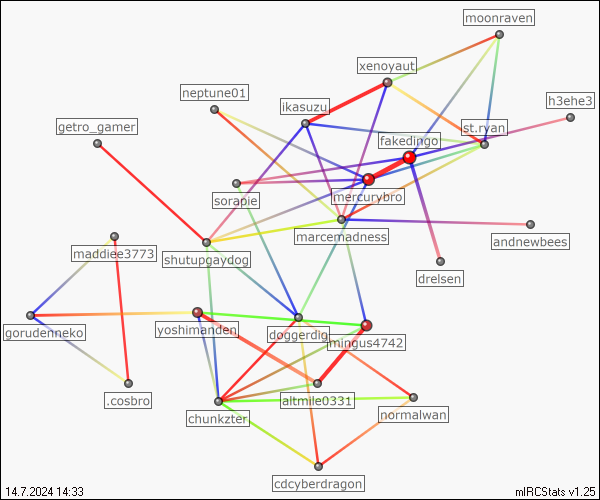 moonraven
xenoyaut
neptune01
h3ehe3
ikasuzu
getro_gamer
st.ryan
fakedingo
sorapie
mercurybro
marcemadness
andnewbees
maddiee3773
shutupgaydog
drelsen
gorudenneko
yoshimanden
doggerdig
mingus4742
.cosbro
altmile0331
normalwan
chunkzter
cdcyberdragon
14.7.2024 14:33
mIRCStats v1.25